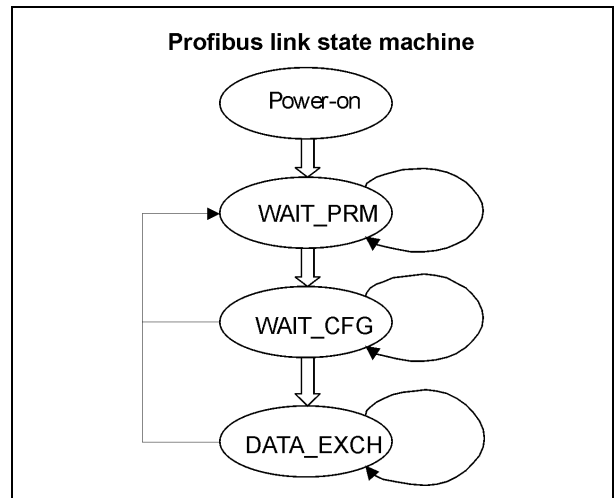 Profibus link state machine
Power-on
WAIT_PRM
WAIT_CFG
DATA_EXCH